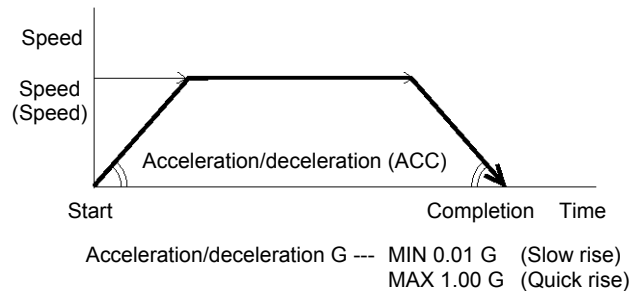 Speed
Speed
(Speed)
Acceleration/deceleration (ACC)
Start
Completion
Time
Acceleration/deceleration G --- MIN 0.01 G (Slow rise)
MAX 1.00 G (Quick rise)